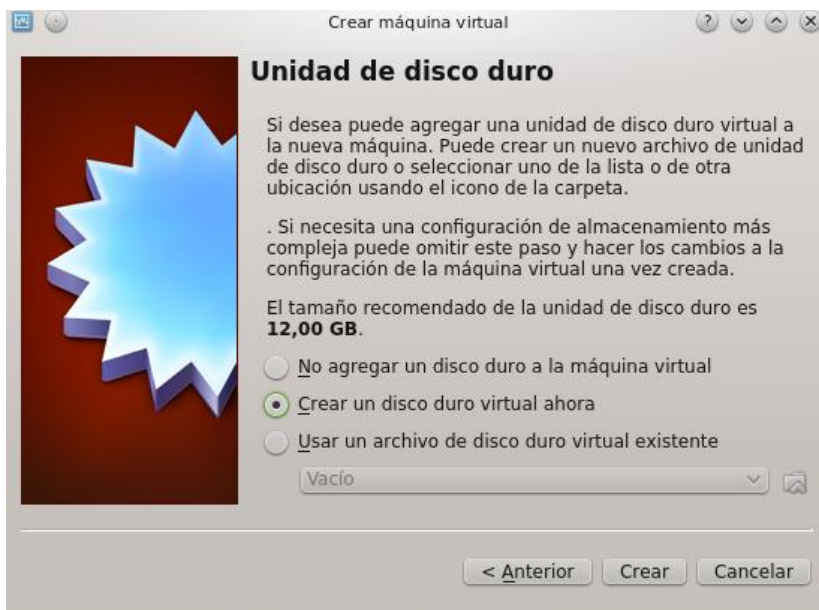 Crear máquina virtual
Unidad de disco duro
Si desea puede agregar una unidad de disco duro virtual a
la nueva máquina. Puede crear un nuevo archivo de unidad
de disco duro o seleccionar uno de la lista o de otra
ubicación usando el icono de la carpeta.
. Si necesita una configuración de almacenamiento más
compleja puede omitir este paso y hacer los cambios a la
configuración de la máquina virtual una vez creada.
El tamaño recomendado de la unidad de disco duro es
12,00 GB.
No agregar un disco duro a la máquina virtual
Crear un disco duro virtual ahora
Usar un archivo de disco duro virtual existente
Vacío
< Anterior Crear Cancelar